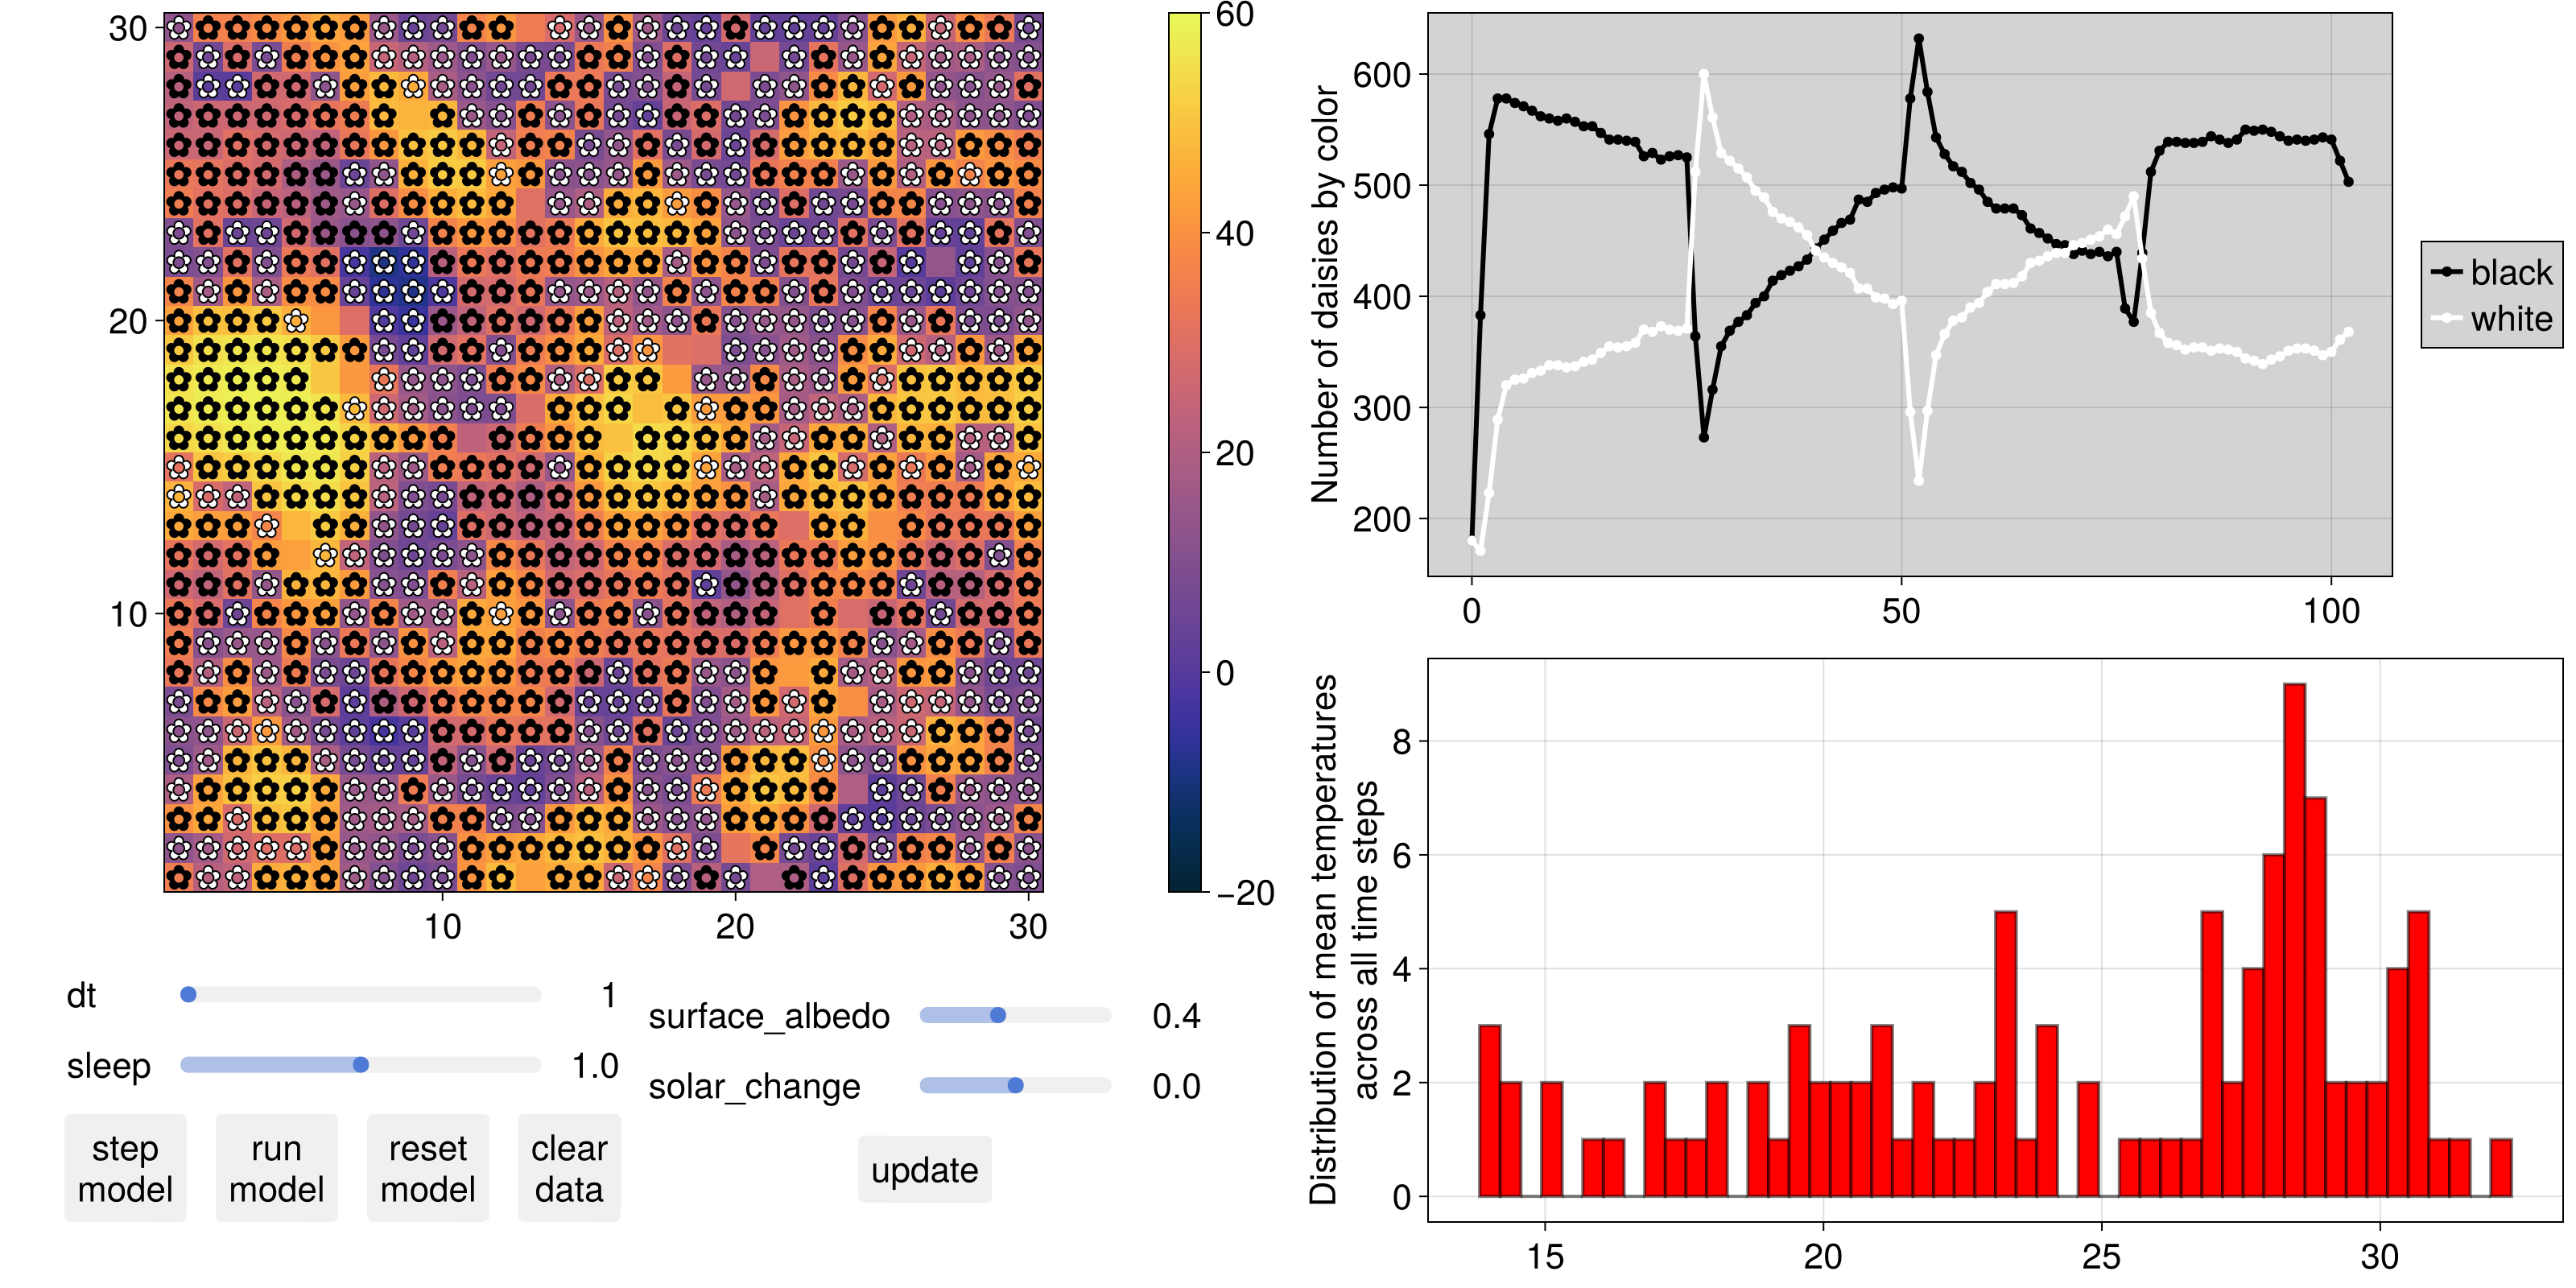 30
20
10
10
20
30
60
40
20
0
−20
Number of daisies by color
600
500
400
300
200
0
50
100
black
white
Distribution of mean temperatures
across all time steps
8
6
4
2
0
15
20
25
30
dt
1
sleep
1.0
surface_albedo
0.4
solar_change
0.0
step
model
run
model
reset
model
clear
data
update